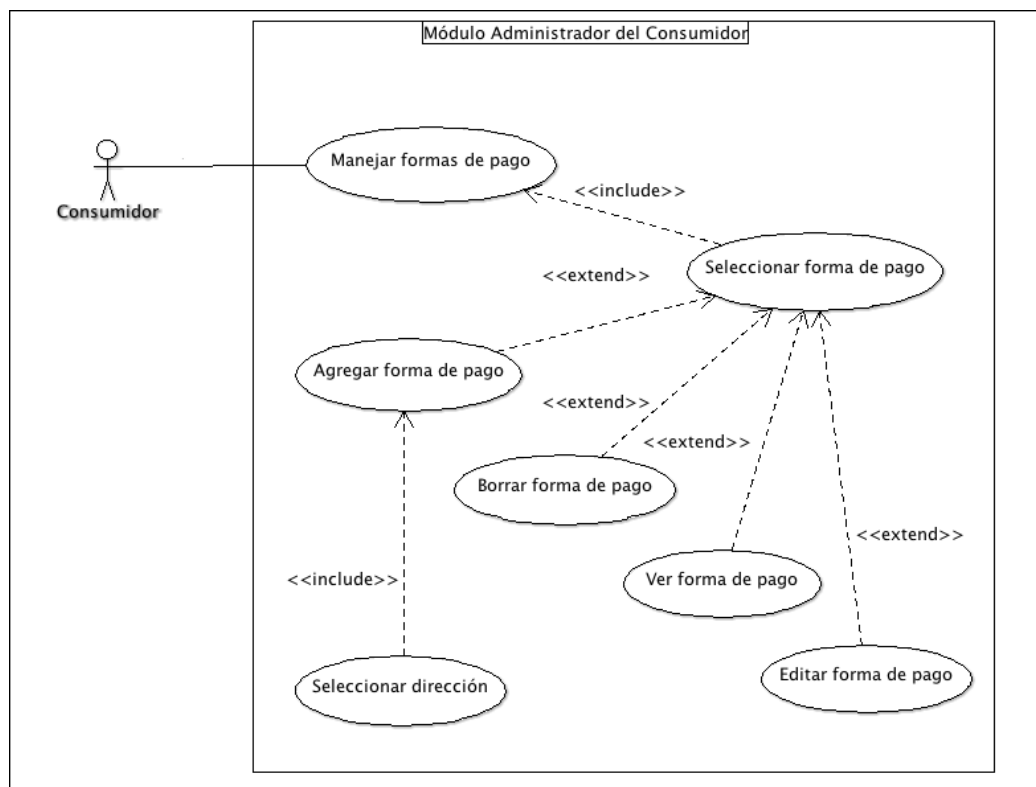 Módulo Administrador del Consumidor
Manejar formas de pago
<<include>>
Consumidor
Seleccionar forma de pago
<<extend>>
Agregar forma de pago
<<extend>>
<<extend>>
Borrar forma de pago
<<extend>>
<<include>>
Ver forma de pago
Editar forma de pago
Seleccionar dirección